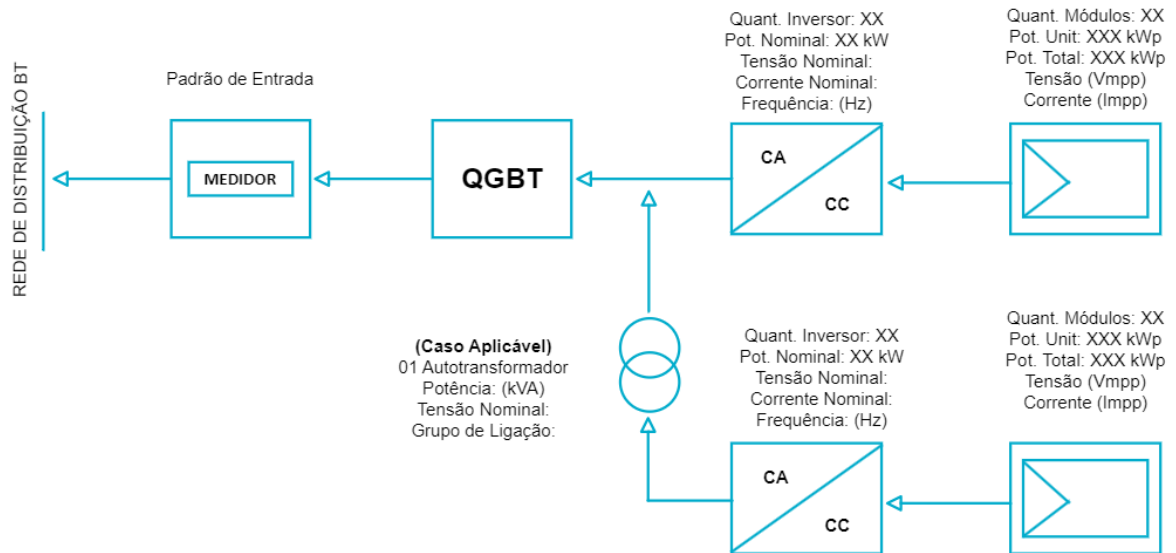 REDE DE DISTRIBUIÇÃO BT
Padrão de Entrada
MEDIDOR
QGBT
Quant. Inversor: XX
Pot. Nominal: XX kW
Tensão Nominal:
Corrente Nominal:
Frequência: (Hz)
CA
CC
Quant. Módulos: XX
Pot. Unit: XXX kWp
Pot. Total: XXX kWp
Tensão (Vmpp)
Corrente (Impp)
(Caso Aplicável)
01 Autotransformador
Potência: (kVA)
Tensão Nominal:
Grupo de Ligação:
Quant. Inversor: XX
Pot. Nominal: XX kW
Tensão Nominal:
Corrente Nominal:
Frequência: (Hz)
CA
CC
Quant. Módulos: XX
Pot. Unit: XXX kWp
Pot. Total: XXX kWp
Tensão (Vmpp)
Corrente (Impp)